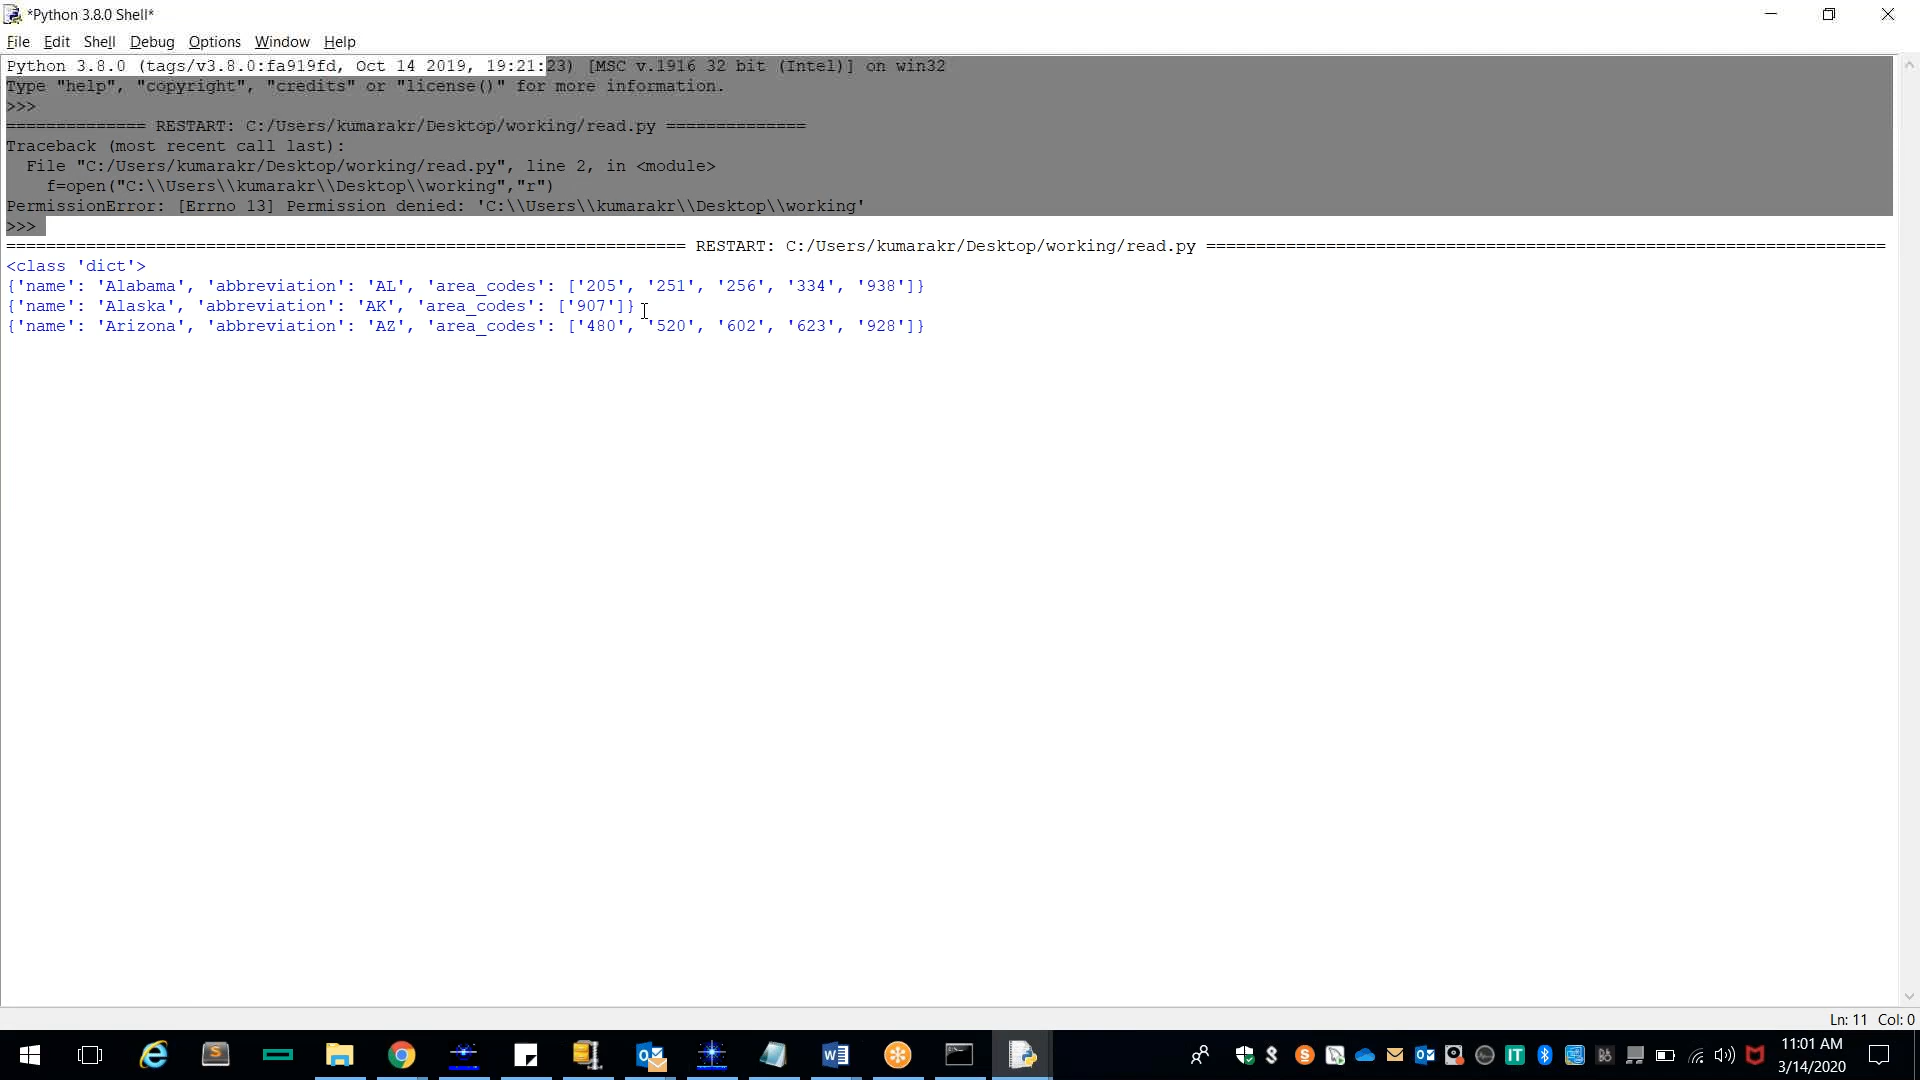 *Python 3.8.0 Shell*
File Edit Shell Debug Options Window Help
Python 3.8.0 (tags/v3.8.0:fa919fd, Oct 14 2019, 19:21:23) [MSC v.1916 32 bit (Intel)] on win32
Type "help", "copyright", "credits" or "license()" for more information.
>>>
============== RESTART: C:/Users/kumarakr/Desktop/working/read.py ==============
Traceback (most recent call last):
  File "C:/Users/kumarakr/Desktop/working/read.py", line 2, in <module>
    f=open("C:\\Users\\kumarakr\\Desktop\\working","r")
PermissionError: [Errno 13] Permission denied: 'C:\\Users\\kumarakr\\Desktop\\working'
>>>
==================================================================== RESTART: C:/Users/kumarakr/Desktop/working/read.py ====================================================================
<class 'dict'>
{'name': 'Alabama', 'abbreviation': 'AL', 'area_codes': ['205', '251', '256', '334', '938']}
{'name': 'Alaska', 'abbreviation': 'AK', 'area_codes': ['907']}
{'name': 'Arizona', 'abbreviation': 'AZ', 'area_codes': ['480', '520', '602', '623', '928']}
Ln: 11 Col: 0
11:01 AM
3/14/2020